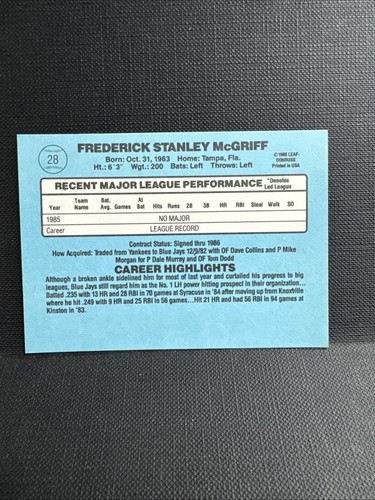 28
FREDERICK STANLEY McGRIFF
Born: Oct. 31, 1963 Home: Tampa, Fla.
Ht.: 6'3" Wgt.: 200 Bats: Left Throws: Left
© 1986 LEAF-
DONRUSS
Printed in USA
RECENT MAJOR LEAGUE PERFORMANCE
*Denotes
Led League
Year Team Name Bat. Avg. Games At Bat Hits Runs 2B 3B HR RBI Steal Walk SO
1985 NO MAJOR
Career LEAGUE RECORD
Contract Status: Signed thru 1986
How Acquired: Traded from Yankees to Blue Jays 12/9/82 with OF Dave Collins and P Mike
Morgan for P Dale Murray and OF Tom Dodd
CAREER HIGHLIGHTS
Although a broken ankle sidelined him for most of last year and curtailed his progress to big
leagues, Blue Jays still regard him as the No. 1 LH power hitting prospect in their organization...
Batted .235 with 13 HR and 28 RBI in 70 games at Syracuse in '84 after moving up from Knoxville
where he hit .249 with 9 HR and 25 RBI in 56 games...Hit 21 HR and had 56 RBI in 94 games at
Kinston in '83.